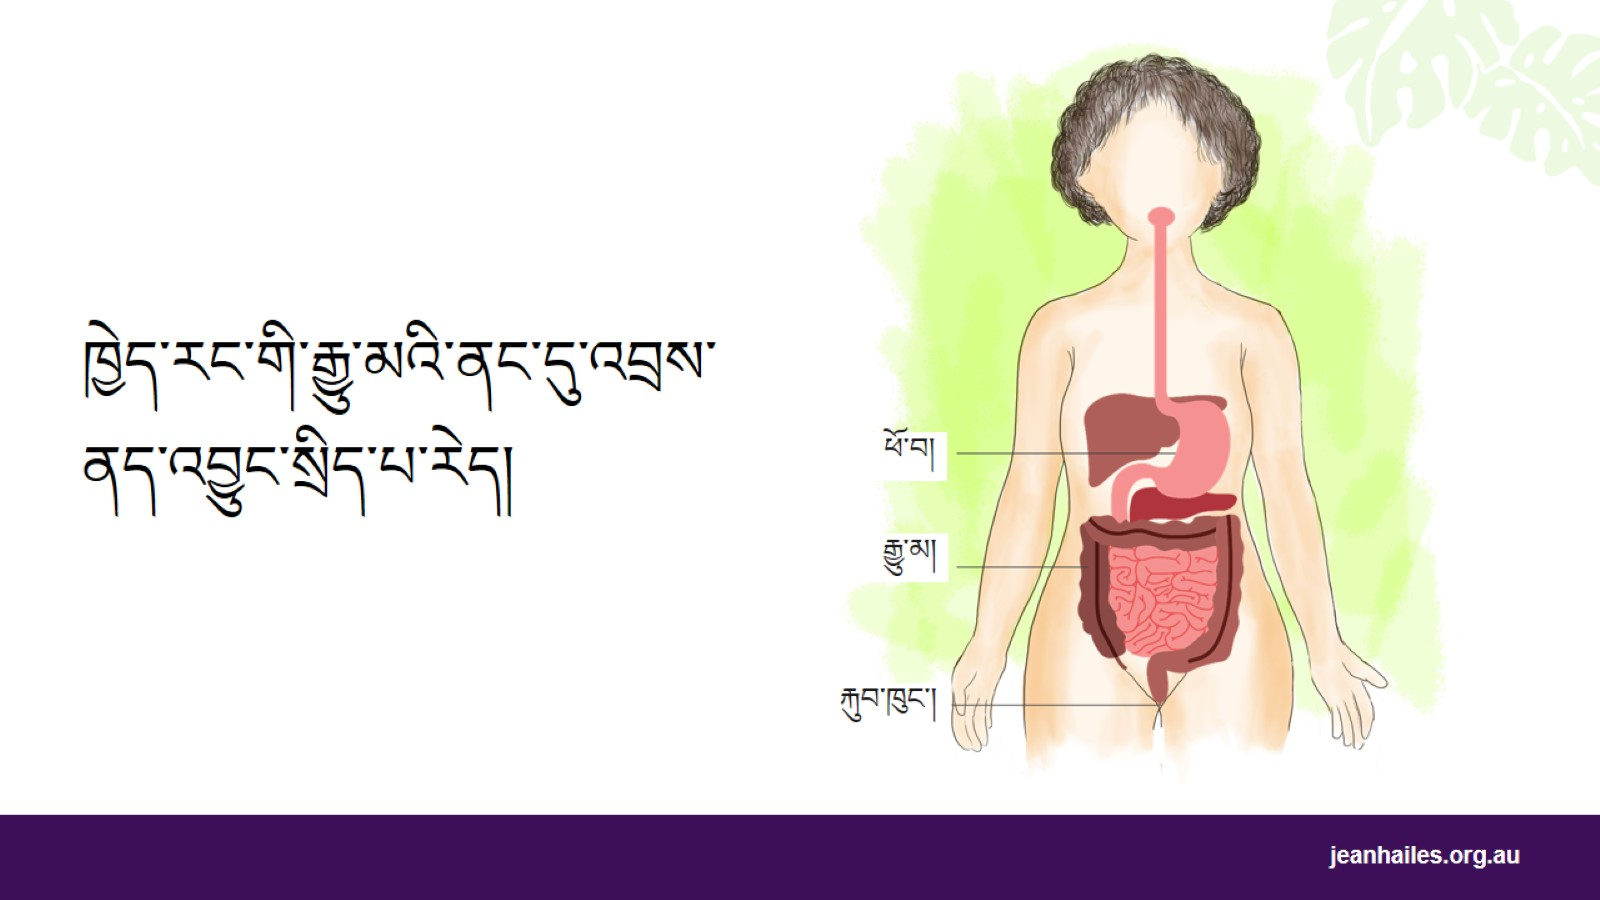 ཁྱེད་རང་གི་རྒྱུ་མའི་ནང་དུ་འབྲས་
ནད་འབྱུང་སྲིད་པ་རེད།
ཕོ་བ།
རྒྱུ་མ།
རྐུབ་ཁུང་།
jeanhailes.org.au